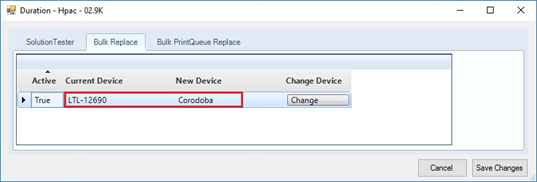 Duration - Hpac - 02.9K
SolutionTester Bulk Replace Bulk PrintQueue Replace
Active Current Device New Device Change Device
True LTL-12690 Corodoba Change
Cancel Save Changes